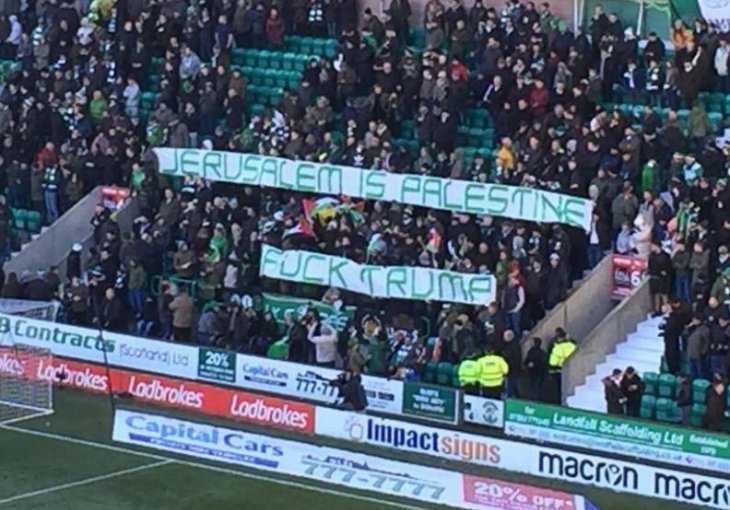 JERUSALEM IS PALESTINE
FUCK TRUMP
Contracts (Scotland) Ltd
20%
Capital Cars
777-
Ladbrokes
Ladbrokes
Ladbrokes
Capital Cars
777-7777
20% OFF
Impact signs
Landfall Scaffolding Ltd
macron
macron